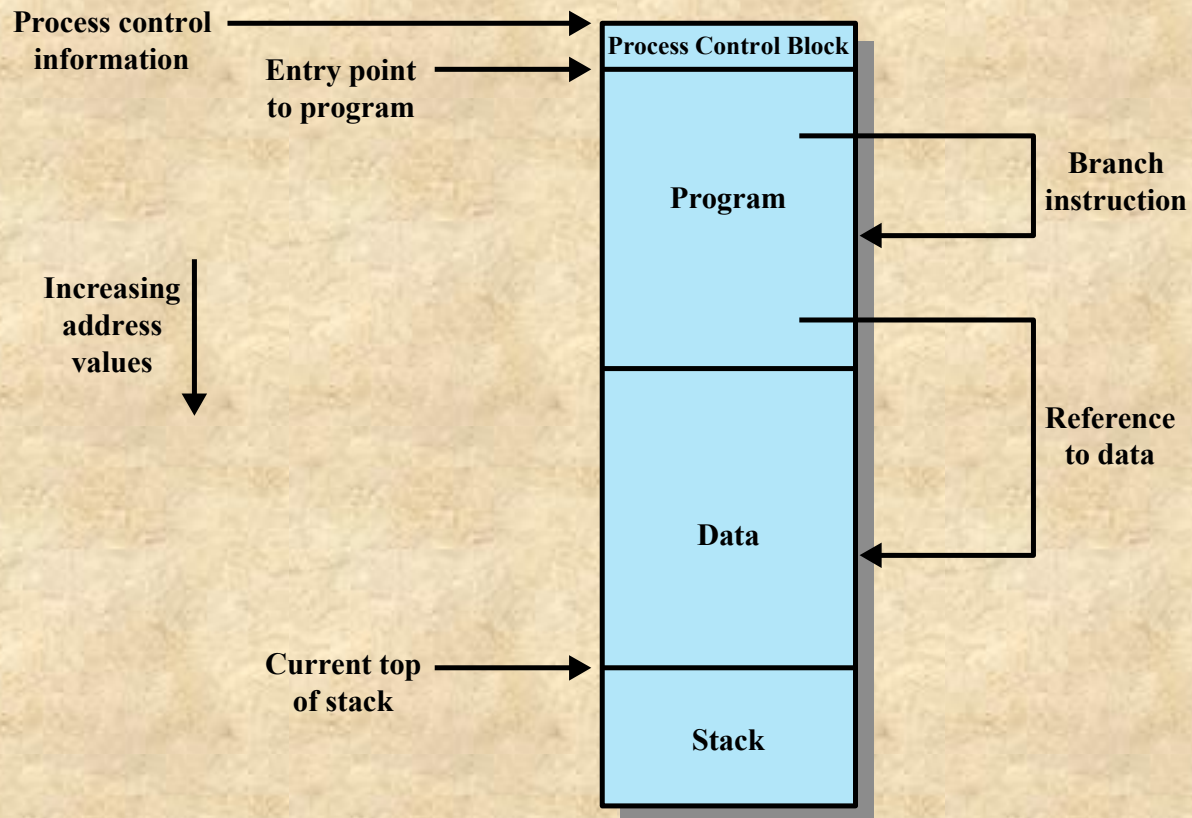 Process control
information
Process Control Block
Entry point
to program
Program
Branch
instruction
Increasing
address
values
Reference
to data
Data
Current top
of stack
Stack